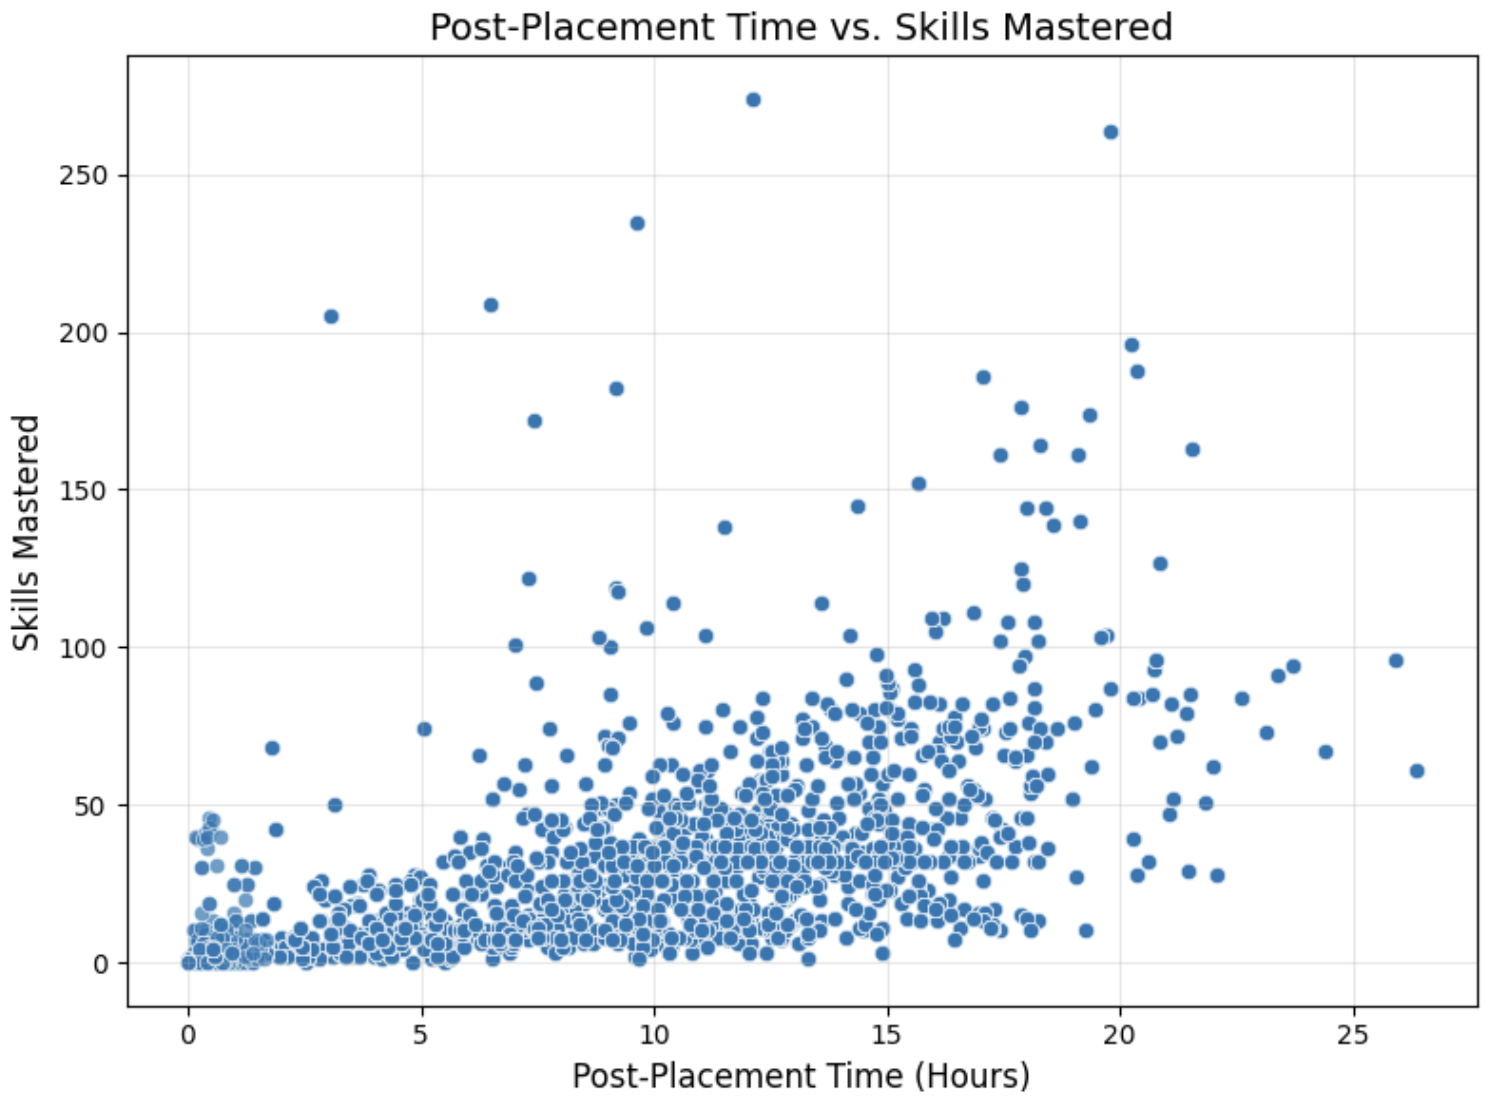 Post-Placement Time vs. Skills Mastered
Skills Mastered
250
200
150
100
50
0
0 5 10 15 20 25
Post-Placement Time (Hours)